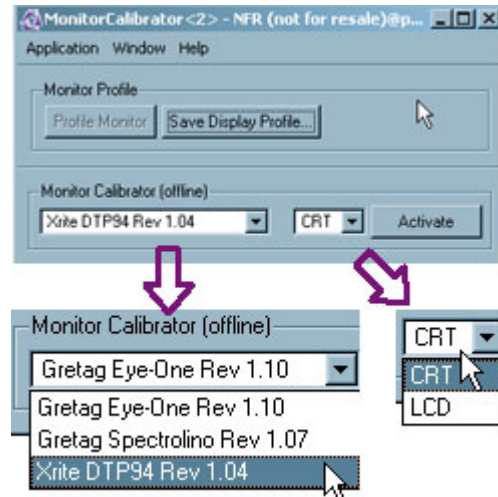 MonitorCalibrator<2> - NFR (not for resale)@p...
Application Window Help
Monitor Profile
Profile Monitor Save Display Profile...
Monitor Calibrator (offline)
Xrite DTP94 Rev 1.04 CRT Activate
Monitor Calibrator (offline)
Gretag Eye-One Rev 1.10
Gretag Eye-One Rev 1.10
Gretag Spectrolino Rev 1.07
Xrite DTP94 Rev 1.04
CRT
CRT
LCD